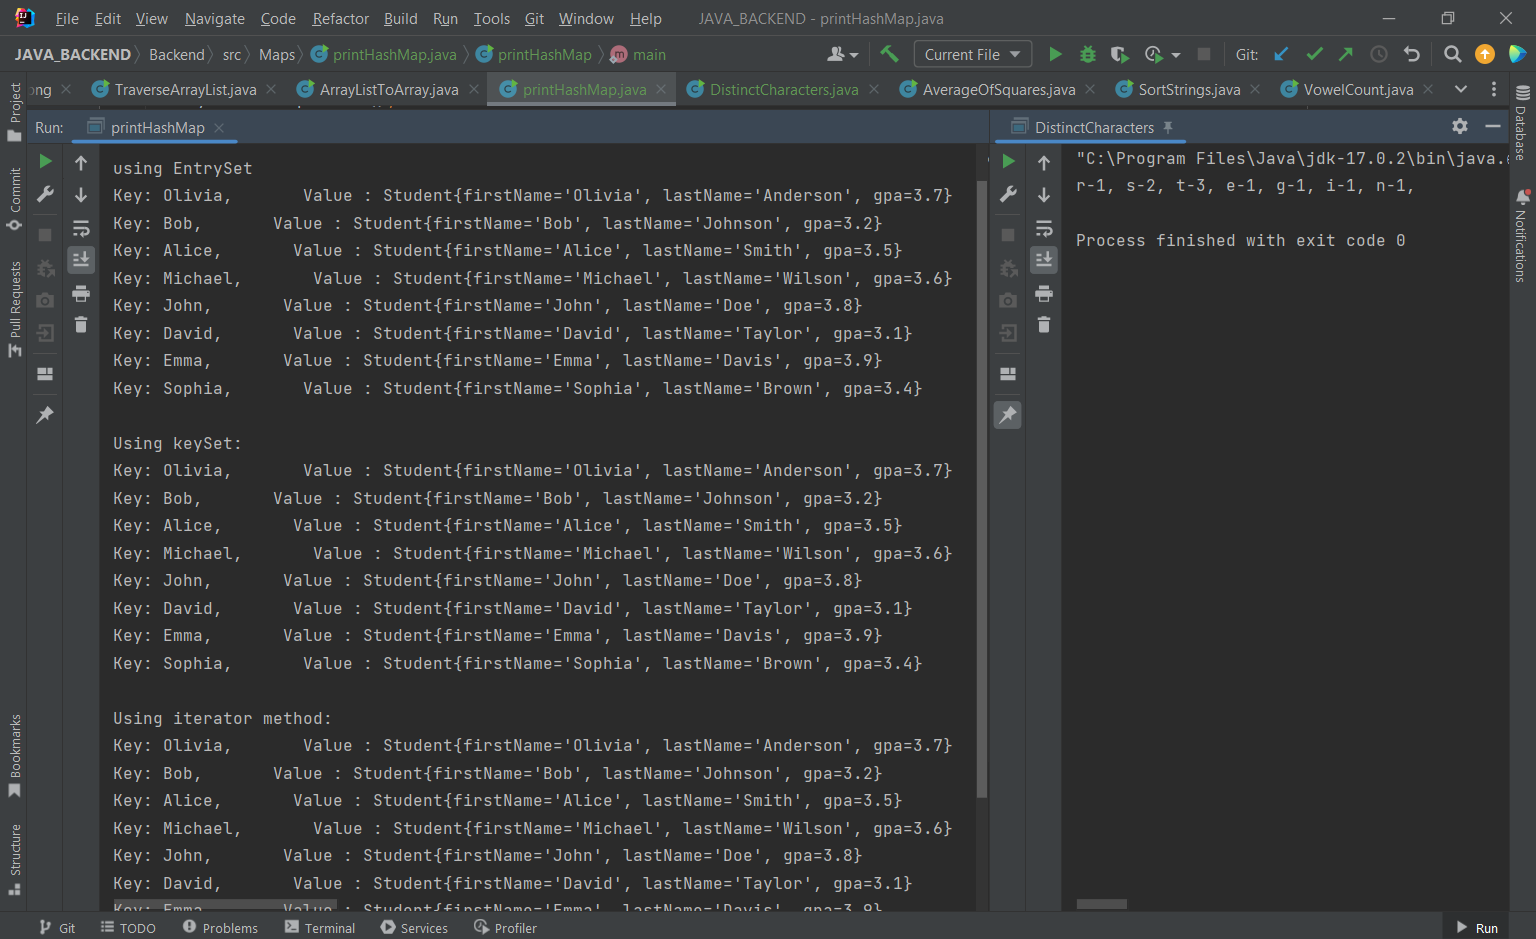 File Edit View Navigate Code Refactor Build Run Tools Git Window Help JAVA_BACKEND - printHashMap.java
JAVA_BACKEND Backend src Maps printHashMap.java printHashMap main Current File Git:
ong TraverseArrayList.java ArrayListToArray.java printHashMap.java DistinctCharacters.java AverageOfSquares.java SortStrings.java VowelCount.java
Run: printHashMap
using EntrySet
Key: Olivia, Value : Student{firstName='Olivia', lastName='Anderson', gpa=3.7}
Key: Bob, Value : Student{firstName='Bob', lastName='Johnson', gpa=3.2}
Key: Alice, Value : Student{firstName='Alice', lastName='Smith', gpa=3.5}
Key: Michael, Value : Student{firstName='Michael', lastName='Wilson', gpa=3.6}
Key: John, Value : Student{firstName='John', lastName='Doe', gpa=3.8}
Key: David, Value : Student{firstName='David', lastName='Taylor', gpa=3.1}
Key: Emma, Value : Student{firstName='Emma', lastName='Davis', gpa=3.9}
Key: Sophia, Value : Student{firstName='Sophia', lastName='Brown', gpa=3.4}
Using keySet:
Key: Olivia, Value : Student{firstName='Olivia', lastName='Anderson', gpa=3.7}
Key: Bob, Value : Student{firstName='Bob', lastName='Johnson', gpa=3.2}
Key: Alice, Value : Student{firstName='Alice', lastName='Smith', gpa=3.5}
Key: Michael, Value : Student{firstName='Michael', lastName='Wilson', gpa=3.6}
Key: John, Value : Student{firstName='John', lastName='Doe', gpa=3.8}
Key: David, Value : Student{firstName='David', lastName='Taylor', gpa=3.1}
Key: Emma, Value : Student{firstName='Emma', lastName='Davis', gpa=3.9}
Key: Sophia, Value : Student{firstName='Sophia', lastName='Brown', gpa=3.4}
Using iterator method:
Key: Olivia, Value : Student{firstName='Olivia', lastName='Anderson', gpa=3.7}
Key: Bob, Value : Student{firstName='Bob', lastName='Johnson', gpa=3.2}
Key: Alice, Value : Student{firstName='Alice', lastName='Smith', gpa=3.5}
Key: Michael, Value : Student{firstName='Michael', lastName='Wilson', gpa=3.6}
Key: John, Value : Student{firstName='John', lastName='Doe', gpa=3.8}
Key: David, Value : Student{firstName='David', lastName='Taylor', gpa=3.1}
Key: Emma Value : Student{firstName='Emma', lastName='Davis', gpa=3.9}
DistinctCharacters
"C:\Program Files\Java\jdk-17.0.2\bin\java.e
r-1, s-2, t-3, e-1, g-1, i-1, n-1,
Process finished with exit code 0
Project
Commit
Pull Requests
Bookmarks
Structure
Database
Notifications
Git TODO Problems Terminal Services Profiler Run